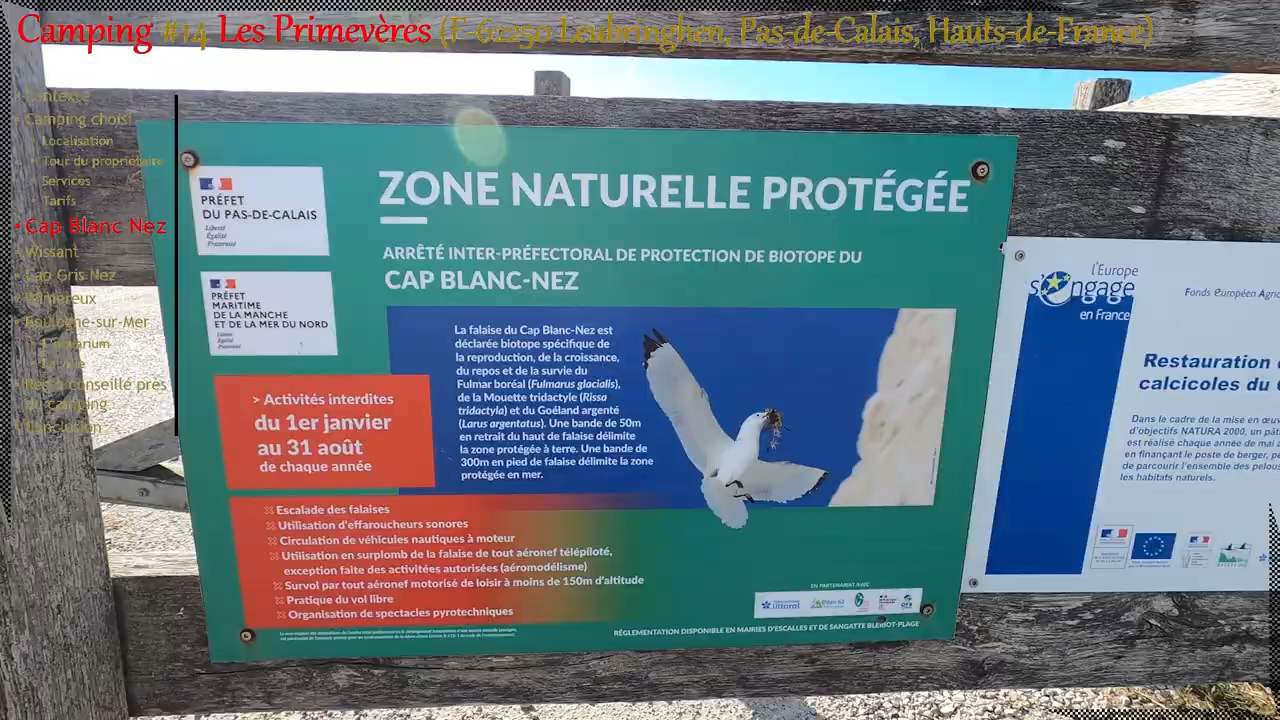 Camping #14 Les Primevères (F-62250 Leubringhen, Pas-de-Calais, Hauts-de-France)
• Contexte
• Camping choisi
• Localisation
• Tour du propriétaire
• Services
• Tarifs
• Cap Blanc Nez
• Wissant
• Cap Gris Nez
• Wimereux
• Boulogne-sur-Mer
• Resto conseillé près
du camping
• Conclusion
PRÉFET
DU PAS-DE-CALAIS
Liberté
Égalité
Fraternité
PRÉFET
MARITIME
DE LA MANCHE
ET DE LA MER DU NORD
Liberté
Égalité
Fraternité
ZONE NATURELLE PROTÉGÉE
ARRÊTÉ INTER-PRÉFECTORAL DE PROTECTION DE BIOTOPE DU
CAP BLANC-NEZ
La falaise du Cap Blanc-Nez est
déclarée biotope spécifique de
la reproduction, de la croissance,
du repos et de la survie du
Fulmar boréal (Fulmarus glacialis),
de la Mouette tridactyle (Rissa
tridactyla) et du Goéland argenté
(Larus argentatus). Une bande de 50m
en retrait du haut de falaise délimite
la zone protégée à terre. Une bande de
300m en pied de falaise délimite la zone
protégée en mer.
> Activités interdites
du 1er janvier
au 31 août
de chaque année
Escalade des falaises
Utilisation d'effaroucheurs sonores
Circulation de véhicules nautiques à moteur
Utilisation en surplomb de la falaise de tout aéronef télépiloté,
exception faite des activitées autorisées (aéromodélisme)
Survol par tout aéronef motorisé de loisir à moins de 150m d'altitude
Pratique du vol libre
Organisation de spectacles pyrotechniques
EN PARTENARIAT AVEC
littoral
RÉGLEMENTATION DISPONIBLE EN MAIRIES D'ESCALLES ET DE SANGATTE BLÉRIOT-PLAGE
l'Europe
s'engage
en France
Fonds Européen Agric
Restauration
calcicoles du
Dans le cadre de la mise en œuv
d'objectifs NATURA 2000, un pât
est réalisé chaque année de mai
en finançant le poste de berger, pe
de parcourir l'ensemble des pelous
les habitats naturels.